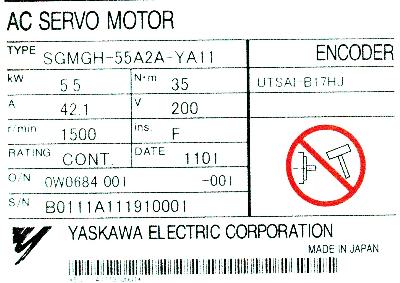 AC SERVO MOTOR
TYPE SGMGH-55A2A-YA11 ENCODER
kW 5.5 N·m 35 UTSAI-B17HJ
A 42.1 V 200
r/min 1500 ins. F
RATING CONT. DATE 1101
O/N 0W0684 001 -001
S/N B0111A111910001
YASKAWA ELECTRIC CORPORATION
MADE IN JAPAN